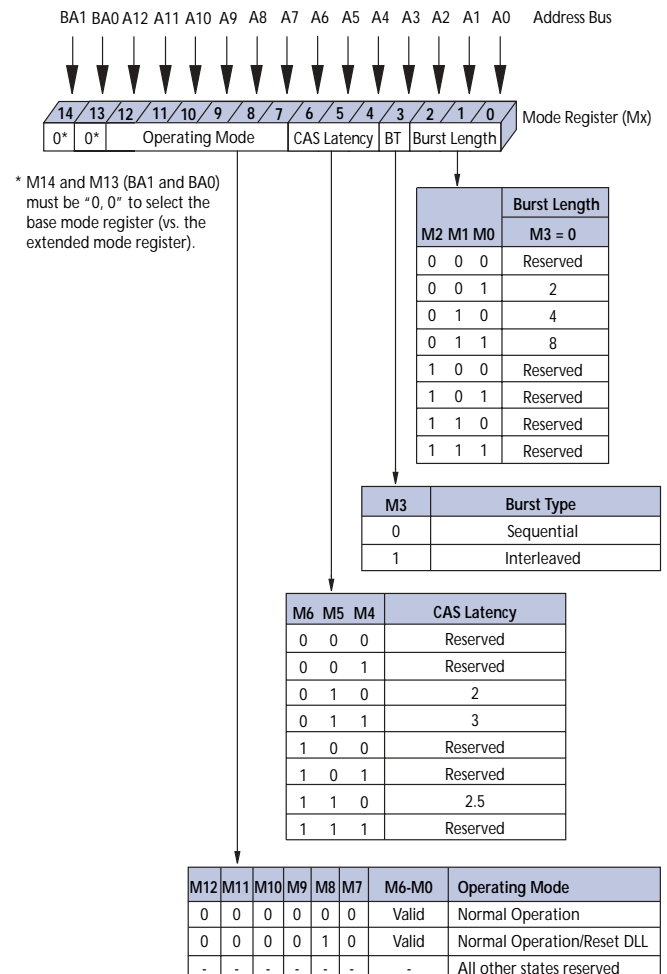 BA1 BA0 A12 A11 A10 A9 A8 A7 A6 A5 A4 A3 A2 A1 A0 Address Bus
14 13 12 11 10 9 8 7 6 5 4 3 2 1 0 Mode Register (Mx)
0* 0* Operating Mode CAS Latency BT Burst Length
* M14 and M13 (BA1 and BA0)
must be "0, 0" to select the
base mode register (vs. the
extended mode register).
Burst Length
M2 M1 M0 M3 = 0
0 0 0 Reserved
0 0 1 2
0 1 0 4
0 1 1 8
1 0 0 Reserved
1 0 1 Reserved
1 1 0 Reserved
1 1 1 Reserved
M3 Burst Type
0 Sequential
1 Interleaved
M6 M5 M4 CAS Latency
0 0 0 Reserved
0 0 1 Reserved
0 1 0 2
0 1 1 3
1 0 0 Reserved
1 0 1 Reserved
1 1 0 2.5
1 1 1 Reserved
M12 M11 M10 M9 M8 M7 M6-M0 Operating Mode
0 0 0 0 0 0 Valid Normal Operation
0 0 0 0 1 0 Valid Normal Operation/Reset DLL
- - - - - - - All other states reserved